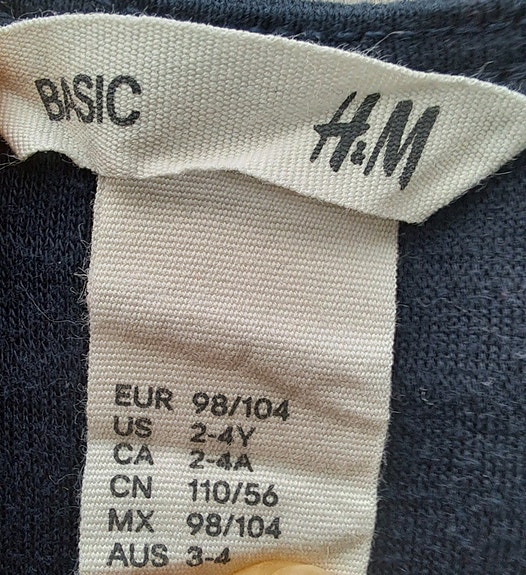 BASIC H&M
EUR 98/104
US 2-4Y
CA 2-4A
CN 110/56
MX 98/104
AUS 3-4